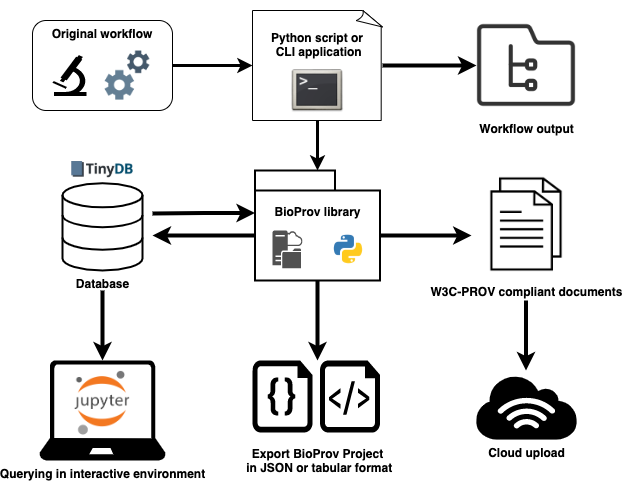 Original workflow
Python script or
CLI application
>_
Workflow output
TinyDB
BioProv library
Database
W3C-PROV compliant documents
jupyter
{} </>
Querying in interactive environment
Export BioProv Project
in JSON or tabular format
Cloud upload